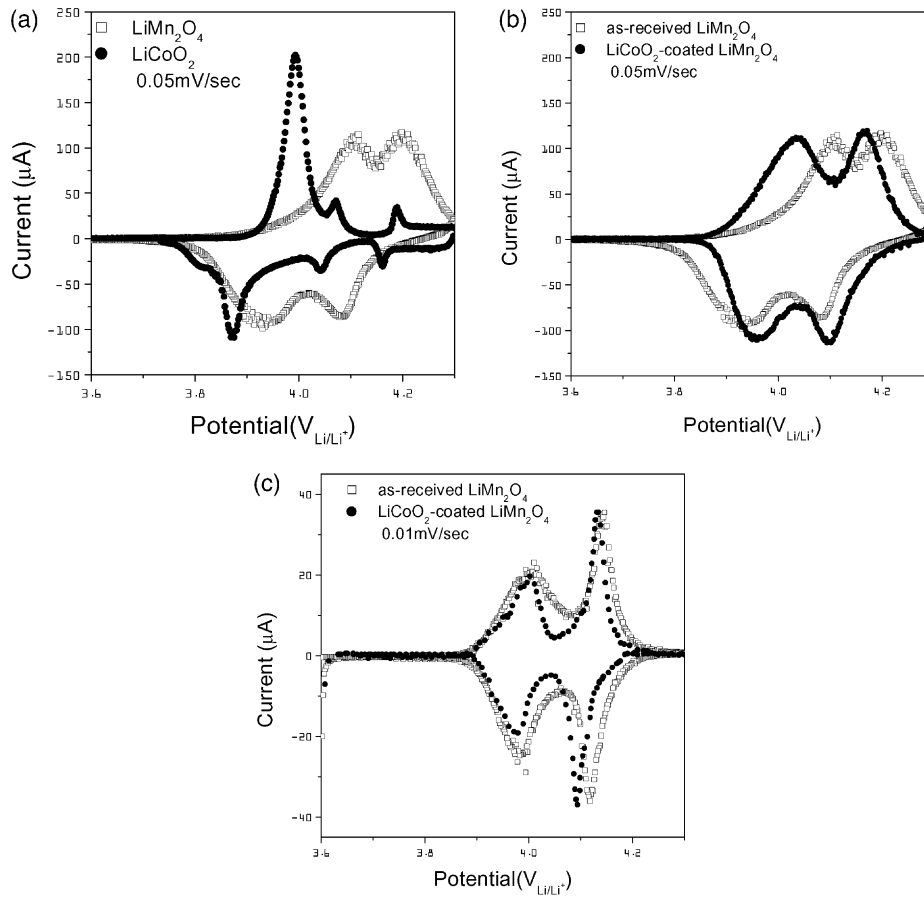 (a)
LiMn₂O₄
LiCoO₂
0.05mV/sec
250
200
150
100
50
0
-50
-100
-150
3.6
3.8
4.0
4.2
Current (μA)
Potential(V_Li/Li⁺)
(b)
as-received LiMn₂O₄
LiCoO₂-coated LiMn₂O₄
0.05mV/sec
250
200
150
100
50
0
-50
-100
-150
3.6
3.8
4.0
4.2
Current (μA)
Potential(V_Li/Li⁺)
(c)
as-received LiMn₂O₄
LiCoO₂-coated LiMn₂O₄
0.01mV/sec
40
20
0
-20
-40
3.6
3.8
4.0
4.2
Current (μA)
Potential(V_Li/Li⁺)